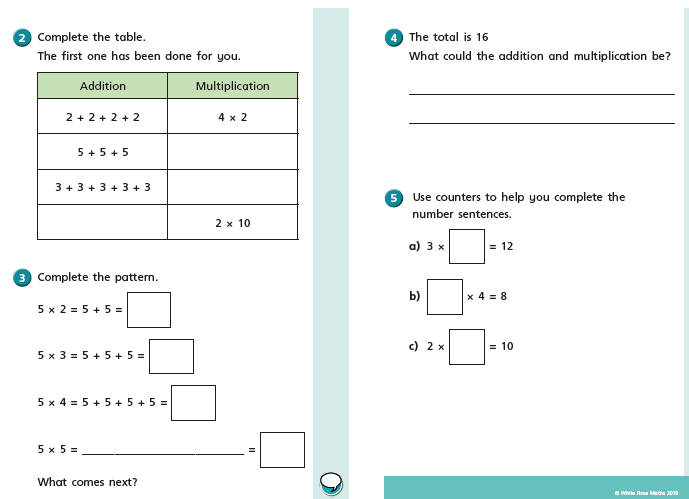 2 Complete the table.
The first one has been done for you.
Addition Multiplication
2 + 2 + 2 + 2 4 × 2
5 + 5 + 5
3 + 3 + 3 + 3 + 3
2 × 10
3 Complete the pattern.
5 × 2 = 5 + 5 =
5 × 3 = 5 + 5 + 5 =
5 × 4 = 5 + 5 + 5 + 5 =
5 × 5 = =
What comes next?
4 The total is 16
What could the addition and multiplication be?
5 Use counters to help you complete the
number sentences.
a) 3 × = 12
b) × 4 = 8
c) 2 × = 10
© White Rose Maths 2019